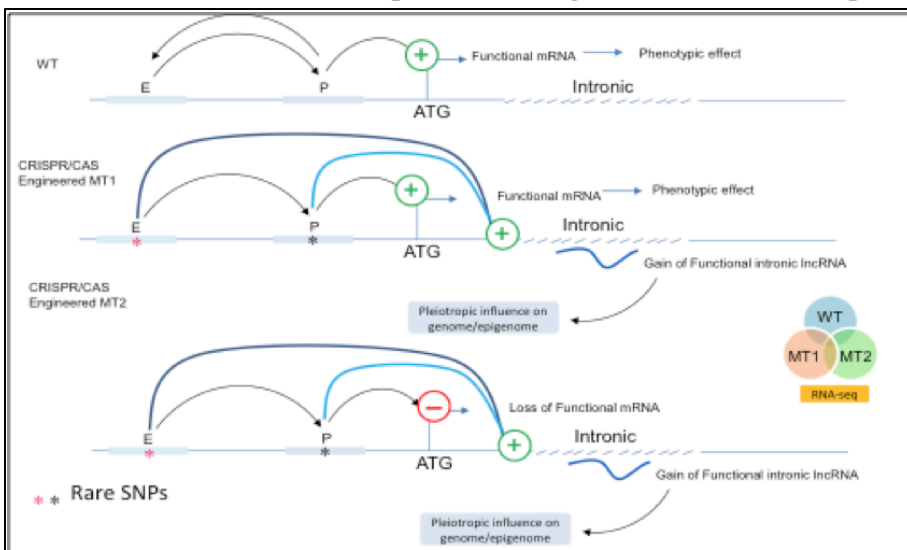 WT
E
P
+
Functional mRNA
Phenotypic effect
ATG
Intronic
CRISPR/CAS
Engineered MT1
E
*
P
*
+
Functional mRNA
Phenotypic effect
ATG
+
Intronic
Gain of Functional intronic lncRNA
Pleiotropic influence on
genome/epigenome
CRISPR/CAS
Engineered MT2
WT
MT1
MT2
RNA-seq
E
*
P
*
−
Loss of Functional mRNA
ATG
+
Intronic
Gain of Functional intronic lncRNA
Pleiotropic influence on
genome/epigenome
* * Rare SNPs